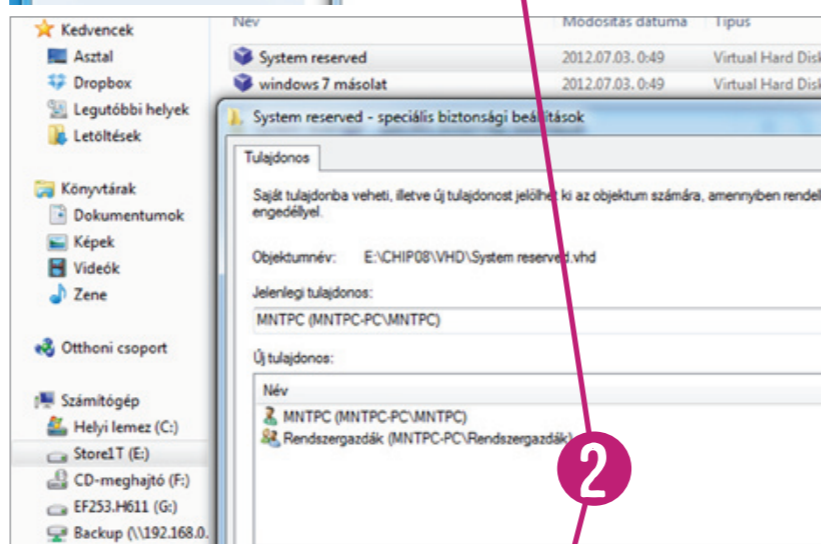 Név Módosítás dátuma Típus
Kedvencek
Asztal
Dropbox
Legutóbbi helyek
Letöltések
Könyvtárak
Dokumentumok
Képek
Videók
Zene
Otthoni csoport
Számítógép
Helyi lemez (C:)
Store1T (E:)
CD-meghajtó (F:)
EF253.H611 (G:)
Backup (\\192.168.0.
System reserved 2012.07.03. 0:49 Virtual Hard Disk
windows 7 másolat 2012.07.03. 0:49 Virtual Hard Disk
System reserved - speciális biztonsági beállítások
Tulajdonos
Saját tulajdonba veheti, illetve új tulajdonost jelölhet ki az objektum számára, amennyiben rendel
engedéllyel.
Objektumnév: E:\CHIP08\VHD\System reserved.vhd
Jelenlegi tulajdonos:
MNTPC (MNTPC-PC\MNTPC)
Új tulajdonos:
Név
MNTPC (MNTPC-PC\MNTPC)
Rendszergazdák (MNTPC-PC\Rendszergazdák)
2